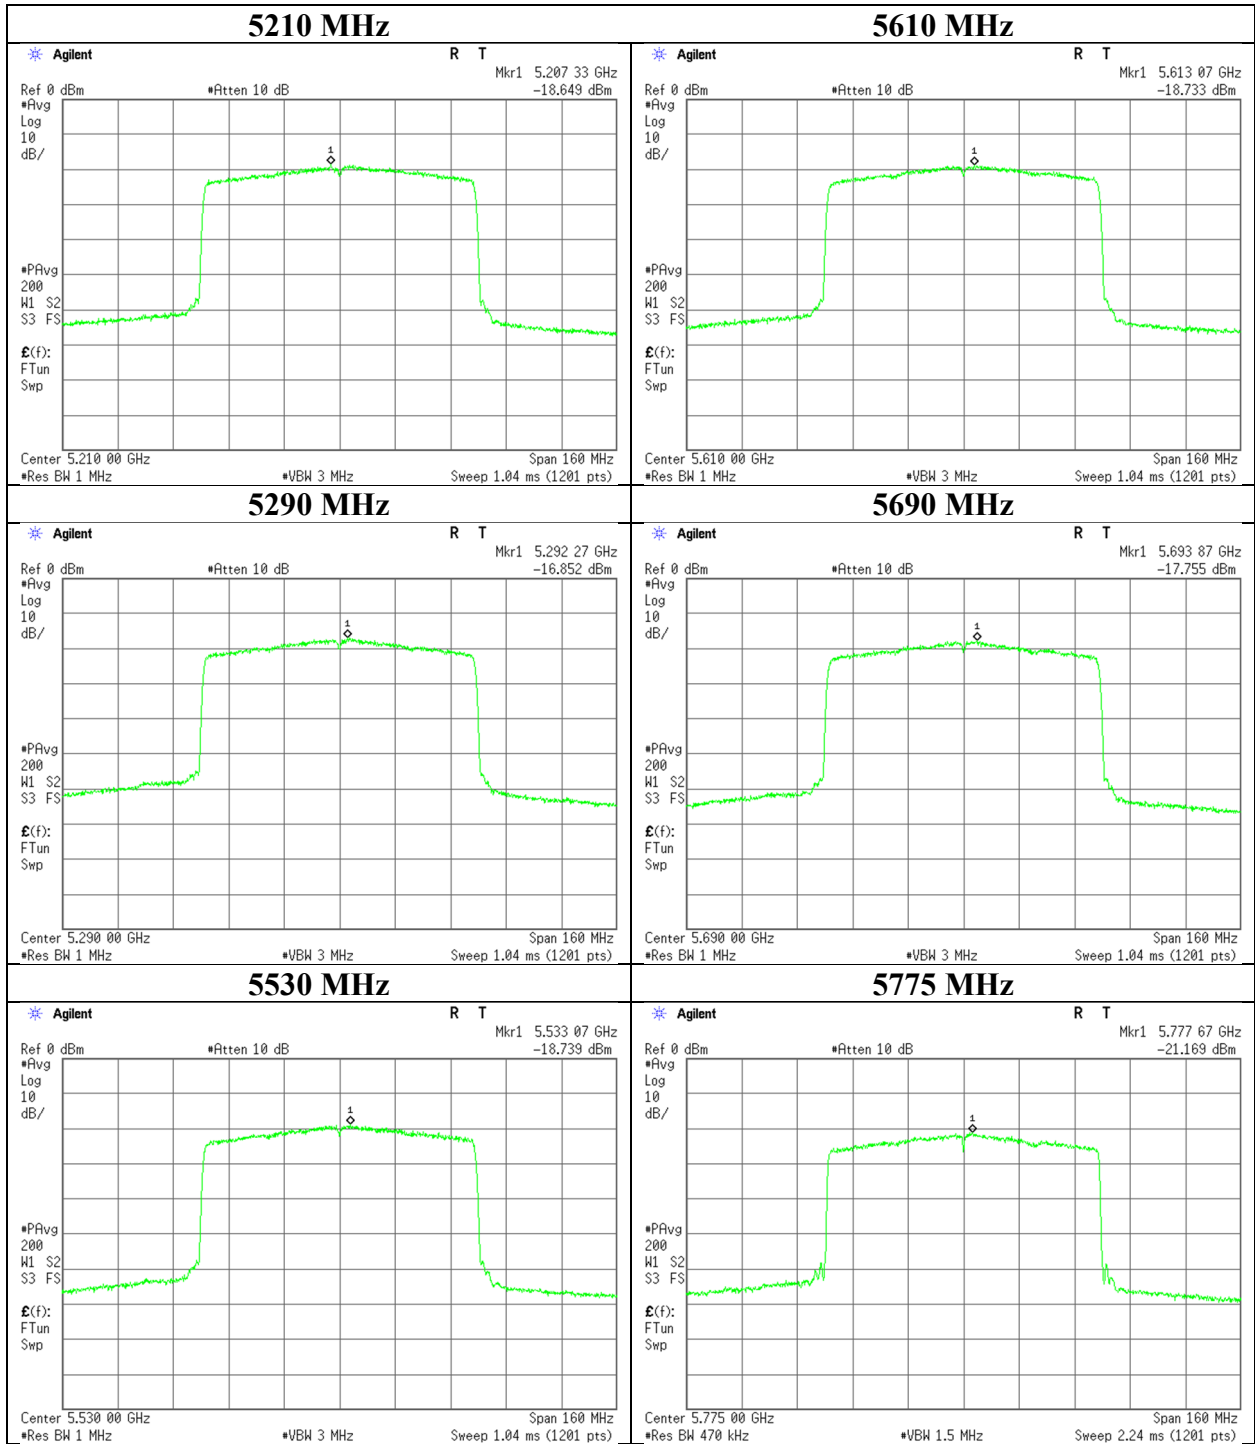 5210 MHz
Agilent R T
Mkr1 5.207 33 GHz
Ref 0 dBm #Atten 10 dB -18.649 dBm
#Avg
Log
10
dB/
1
#PAvg
200
W1 S2
S3 FS
£(f):
FTun
Swp
Center 5.210 00 GHz Span 160 MHz
#Res BW 1 MHz #VBW 3 MHz Sweep 1.04 ms (1201 pts)
5610 MHz
Agilent R T
Mkr1 5.613 07 GHz
Ref 0 dBm #Atten 10 dB -18.733 dBm
#Avg
Log
10
dB/
1
#PAvg
200
W1 S2
S3 FS
£(f):
FTun
Swp
Center 5.610 00 GHz Span 160 MHz
#Res BW 1 MHz #VBW 3 MHz Sweep 1.04 ms (1201 pts)
5290 MHz
Agilent R T
Mkr1 5.292 27 GHz
Ref 0 dBm #Atten 10 dB -16.852 dBm
#Avg
Log
10
dB/
1
#PAvg
200
W1 S2
S3 FS
£(f):
FTun
Swp
Center 5.290 00 GHz Span 160 MHz
#Res BW 1 MHz #VBW 3 MHz Sweep 1.04 ms (1201 pts)
5690 MHz
Agilent R T
Mkr1 5.693 87 GHz
Ref 0 dBm #Atten 10 dB -17.755 dBm
#Avg
Log
10
dB/
1
#PAvg
200
W1 S2
S3 FS
£(f):
FTun
Swp
Center 5.690 00 GHz Span 160 MHz
#Res BW 1 MHz #VBW 3 MHz Sweep 1.04 ms (1201 pts)
5530 MHz
Agilent R T
Mkr1 5.533 07 GHz
Ref 0 dBm #Atten 10 dB -18.739 dBm
#Avg
Log
10
dB/
1
#PAvg
200
W1 S2
S3 FS
£(f):
FTun
Swp
Center 5.530 00 GHz Span 160 MHz
#Res BW 1 MHz #VBW 3 MHz Sweep 1.04 ms (1201 pts)
5775 MHz
Agilent R T
Mkr1 5.777 67 GHz
Ref 0 dBm #Atten 10 dB -21.169 dBm
#Avg
Log
10
dB/
1
#PAvg
200
W1 S2
S3 FS
£(f):
FTun
Swp
Center 5.775 00 GHz Span 160 MHz
#Res BW 470 kHz #VBW 1.5 MHz Sweep 2.24 ms (1201 pts)